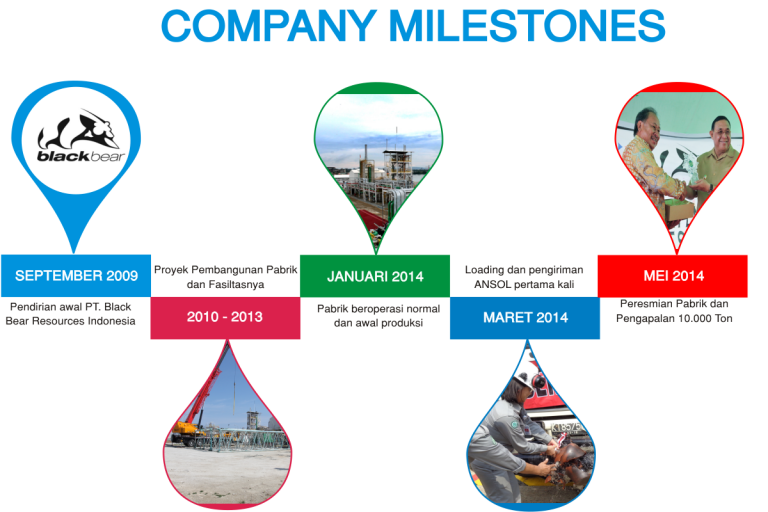 COMPANY MILESTONES
blackbear
SEPTEMBER 2009
Pendirian awal PT. Black
Bear Resources Indonesia
Proyek Pembangunan Pabrik
dan Fasiltasnya
2010 - 2013
JANUARI 2014
Pabrik beroperasi normal
dan awal produksi
Loading dan pengiriman
ANSOL pertama kali
MARET 2014
MEI 2014
Peresmian Pabrik dan
Pengapalan 10.000 Ton